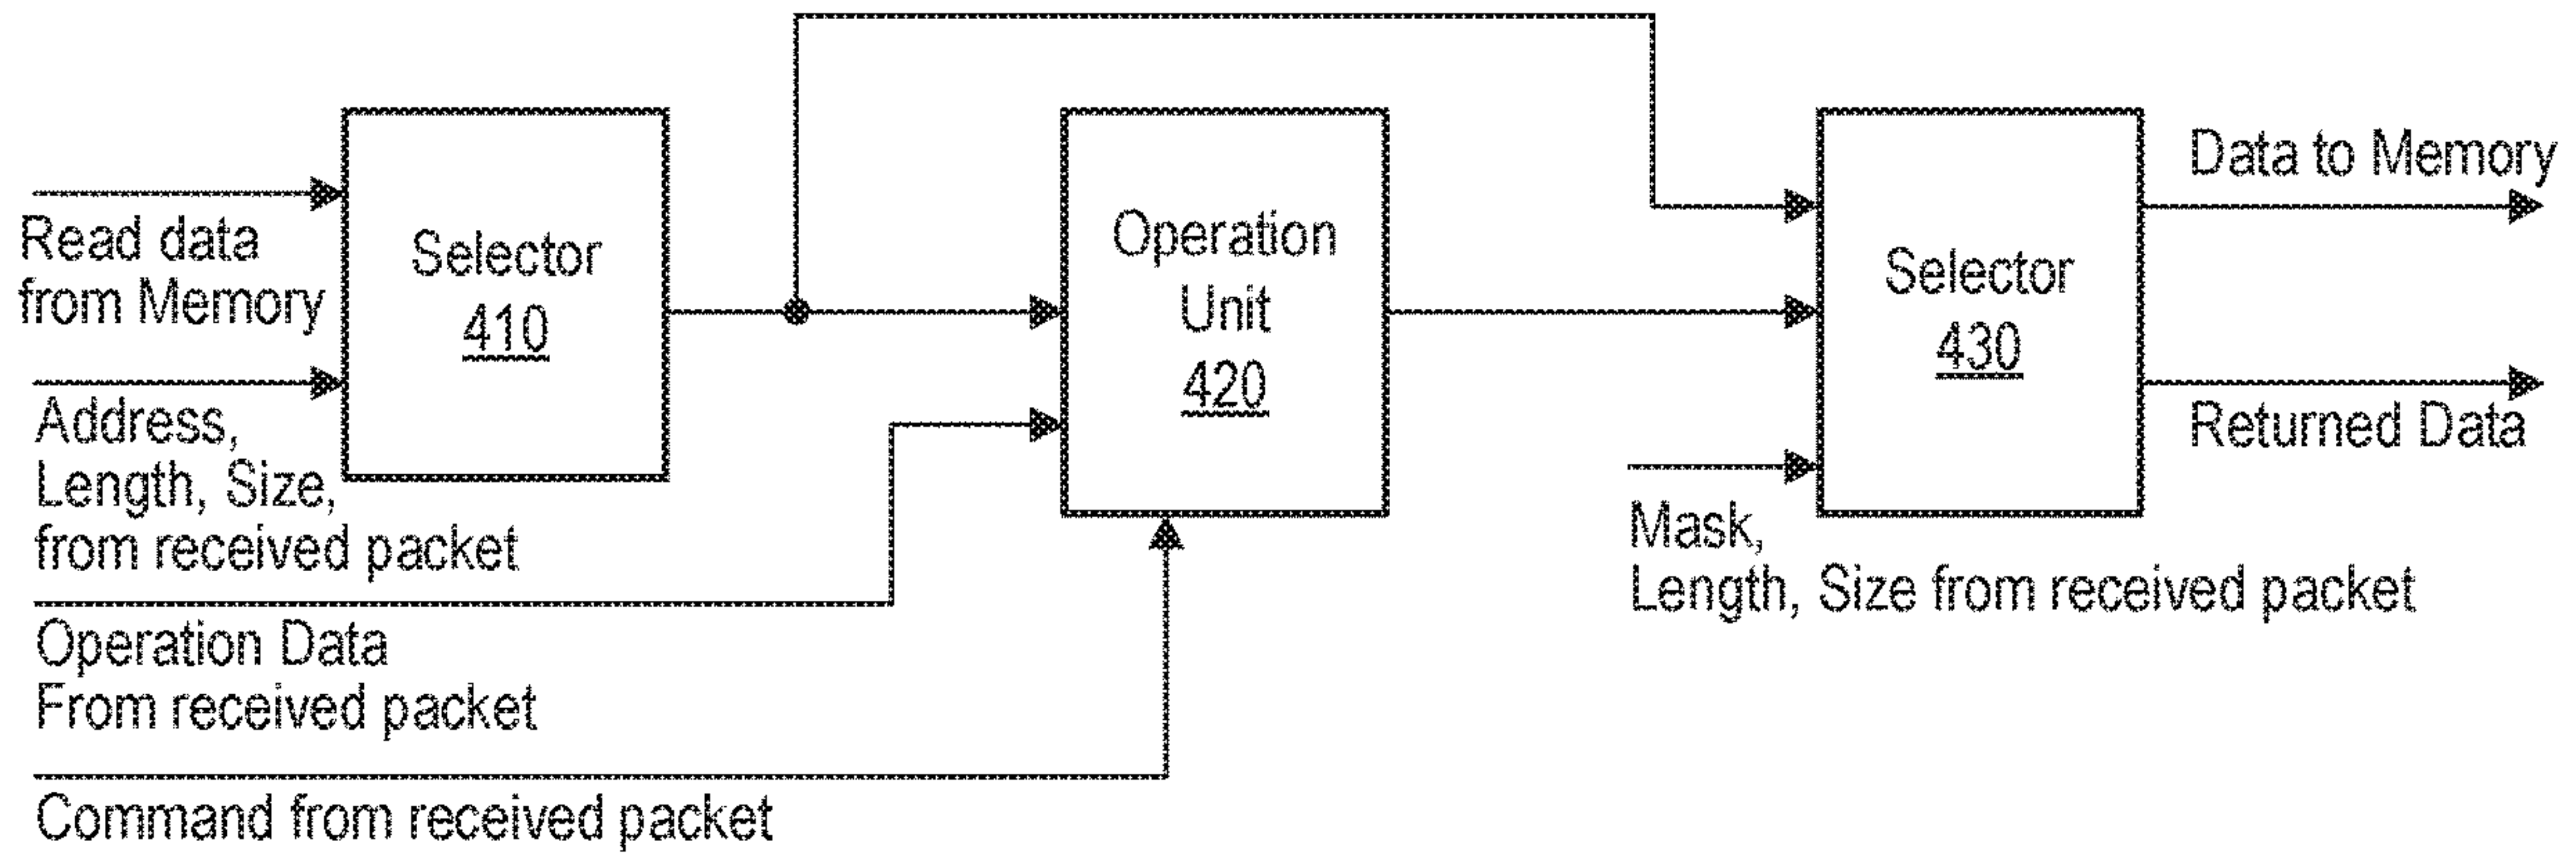 Read data
from Memory
Address,
Length, Size,
from received packet
Operation Data
From received packet
Command from received packet
Selector
410
Operation
Unit
420
Selector
430
Mask,
Length, Size from received packet
Data to Memory
Returned Data